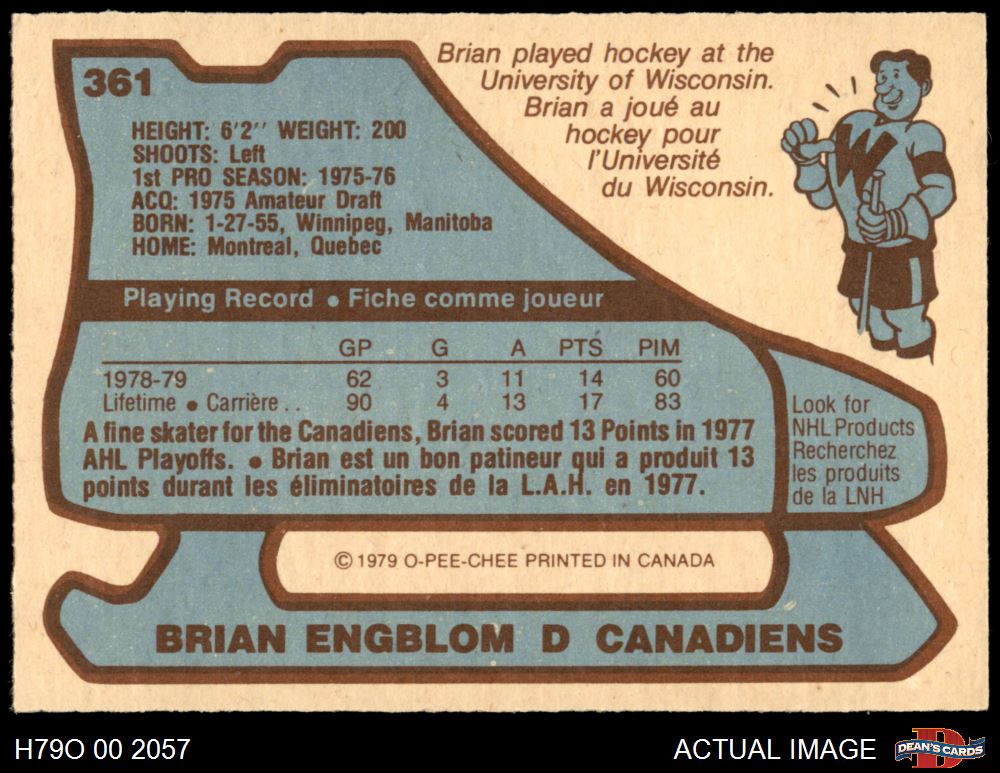 361
HEIGHT: 6'2'' WEIGHT: 200
SHOOTS: Left
1st PRO SEASON: 1975-76
ACQ: 1975 Amateur Draft
BORN: 1-27-55, Winnipeg, Manitoba
HOME: Montreal, Quebec
Brian played hockey at the
University of Wisconsin.
Brian a joué au
hockey pour
l'Université
du Wisconsin.
W
Playing Record ● Fiche comme joueur
GP G A PTS PIM
1978-79 62 3 11 14 60
Lifetime ● Carrière . . 90 4 13 17 83
A fine skater for the Canadiens, Brian scored 13 Points in 1977
AHL Playoffs. ● Brian est un bon patineur qui a produit 13
points durant les éliminatoires de la L.A.H. en 1977.
Look for
NHL Products
Recherchez
les produits
de la LNH
© 1979 O-PEE-CHEE PRINTED IN CANADA
BRIAN ENGBLOM D CANADIENS
H79O 00 2057
ACTUAL IMAGE
D
DEAN'S CARDS